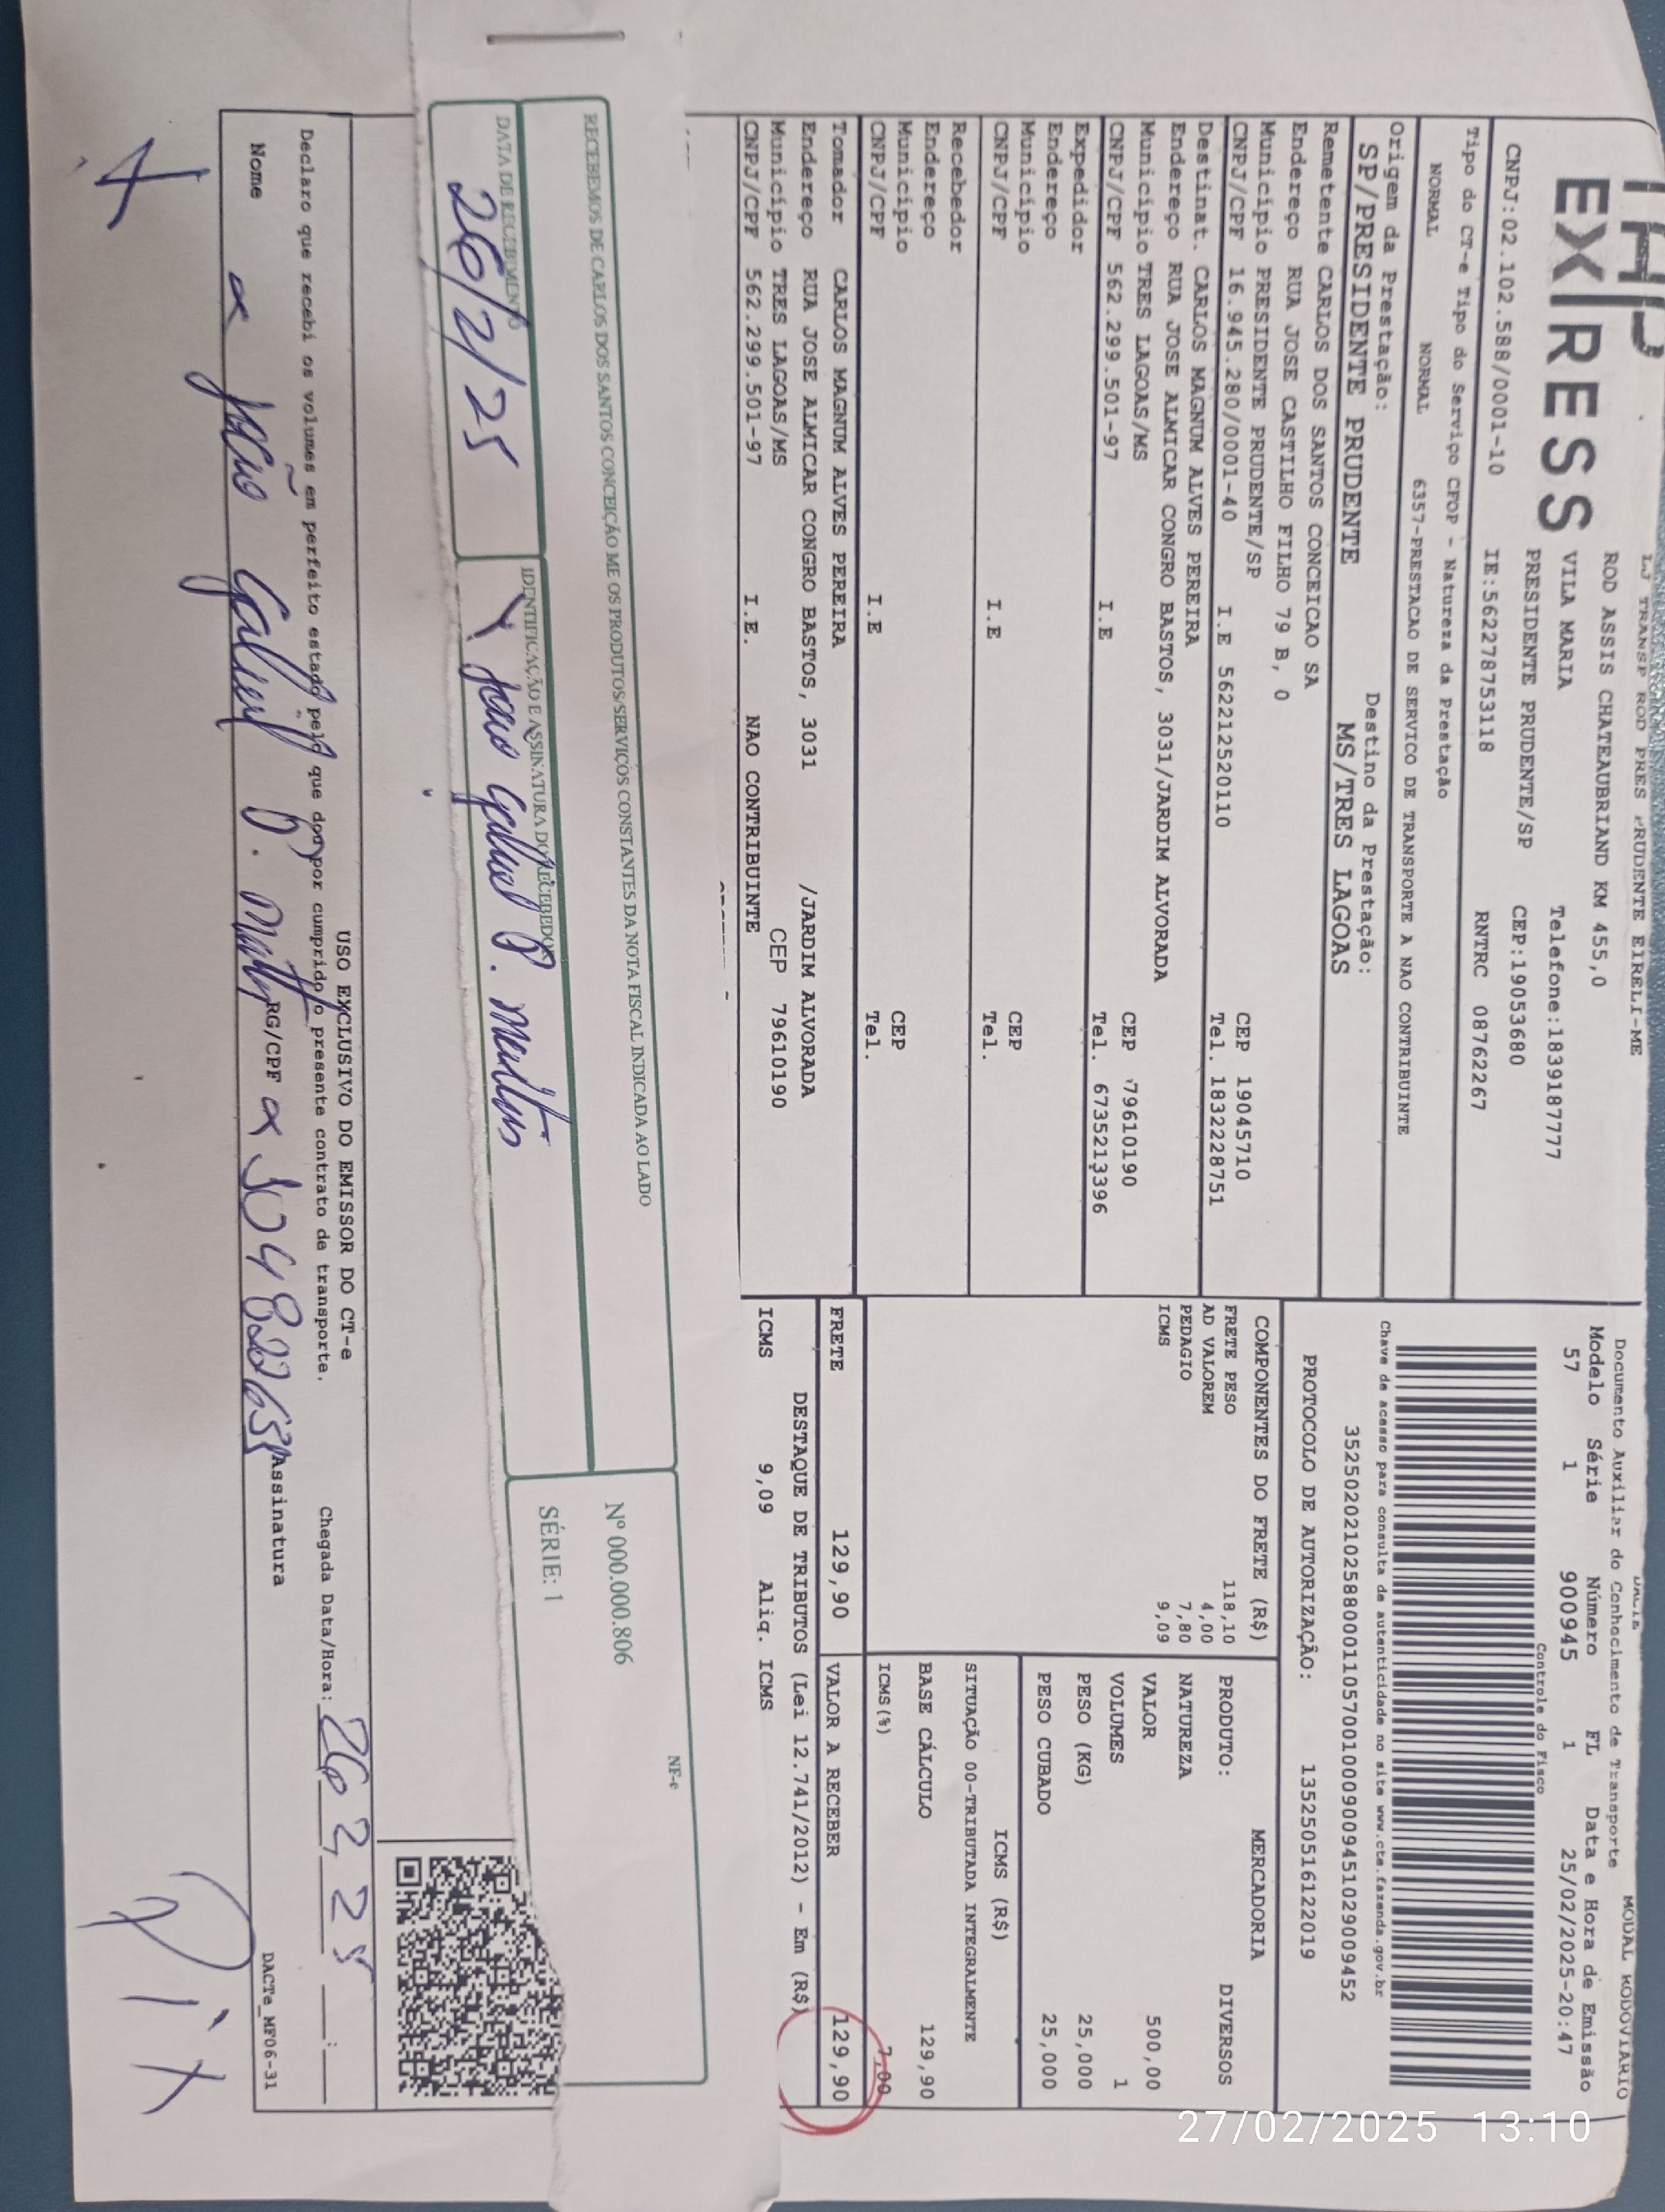 EXPRESS
LJ TRANSP ROD PRES PRUDENTE EIRELI-ME
ROD ASSIS CHATEAUBRIAND KM 455,0
VILA MARIA Telefone:1839187777
PRESIDENTE PRUDENTE/SP CEP:19053680
CNPJ:02.102.588/0001-10 IE:562278753118 RNTRC 08762267
Tipo do CT-e Tipo do Serviço CFOP - Natureza da Prestação
NORMAL NORMAL 6357-PRESTACAO DE SERVICO DE TRANSPORTE A NAO CONTRIBUINTE
Origem da Prestação: Destino da Prestação:
SP/PRESIDENTE PRUDENTE MS/TRES LAGOAS
Remetente CARLOS DOS SANTOS CONCEICAO SA
Endereço RUA JOSE CASTILHO FILHO 79 B, 0
Município PRESIDENTE PRUDENTE/SP CEP 19045710
CNPJ/CPF 16.945.280/0001-40 I.E 562212520110 Tel. 1832228751
Destinat. CARLOS MAGNUM ALVES PEREIRA
Endereço RUA JOSE ALMICAR CONGRO BASTOS, 3031/JARDIM ALVORADA
Município TRES LAGOAS/MS CEP 79610190
CNPJ/CPF 562.299.501-97 I.E Tel. 6735213396
Expedidor
Endereço
Município CEP
CNPJ/CPF I.E Tel.
Recebedor
Endereço
Município CEP
CNPJ/CPF I.E Tel.
Tomador CARLOS MAGNUM ALVES PEREIRA
Endereço RUA JOSE ALMICAR CONGRO BASTOS, 3031 /JARDIM ALVORADA
Município TRES LAGOAS/MS CEP 79610190
CNPJ/CPF 562.299.501-97 I.E. NAO CONTRIBUINTE
MODAL RODOVIARIO
Documento Auxiliar do Conhecimento de Transporte
Modelo Série Número FL Data e Hora de Emissão
57 1 900945 1 25/02/2025-20:47
Controle do Fisco
Chave de acesso para consulta de autenticidade no site www.cte.fazenda.gov.br
35250202102588000110570010009009451029009452
PROTOCOLO DE AUTORIZAÇÃO: 135250516122019
COMPONENTES DO FRETE (R$)
FRETE PESO 118,10
AD VALOREM 4,00
PEDAGIO 7,80
ICMS 9,09
MERCADORIA
PRODUTO: DIVERSOS
NATUREZA
VALOR 500,00
VOLUMES 1
PESO (KG) 25,000
PESO CUBADO 25,000
ICMS (R$)
SITUAÇÃO 00-TRIBUTADA INTEGRALMENTE
BASE CÁLCULO 129,90
ICMS(%) 7,00
FRETE 129,90 VALOR A RECEBER 129,90
DESTAQUE DE TRIBUTOS (Lei 12.741/2012) - Em (R$)
ICMS 9,09 Aliq. ICMS
RECEBEMOS DE CARLOS DOS SANTOS CONCEIÇÃO ME OS PRODUTOS/SERVIÇOS CONSTANTES DA NOTA FISCAL INDICADA AO LADO
NF-e
Nº 000.000.806
SÉRIE: 1
DATA DE RECEBIMENTO
26/2/25
IDENTIFICAÇÃO E ASSINATURA DO RECEBEDOR
USO EXCLUSIVO DO EMISSOR DO CT-e
Declaro que recebi os volumes em perfeito estado pelo que dou por cumprido o presente contrato de transporte.
Chegada Data/Hora: 26 2 25 __:__
Nome RG/CPF Assinatura
DACTe_MF06-31
Pix
27/02/2025 13:10